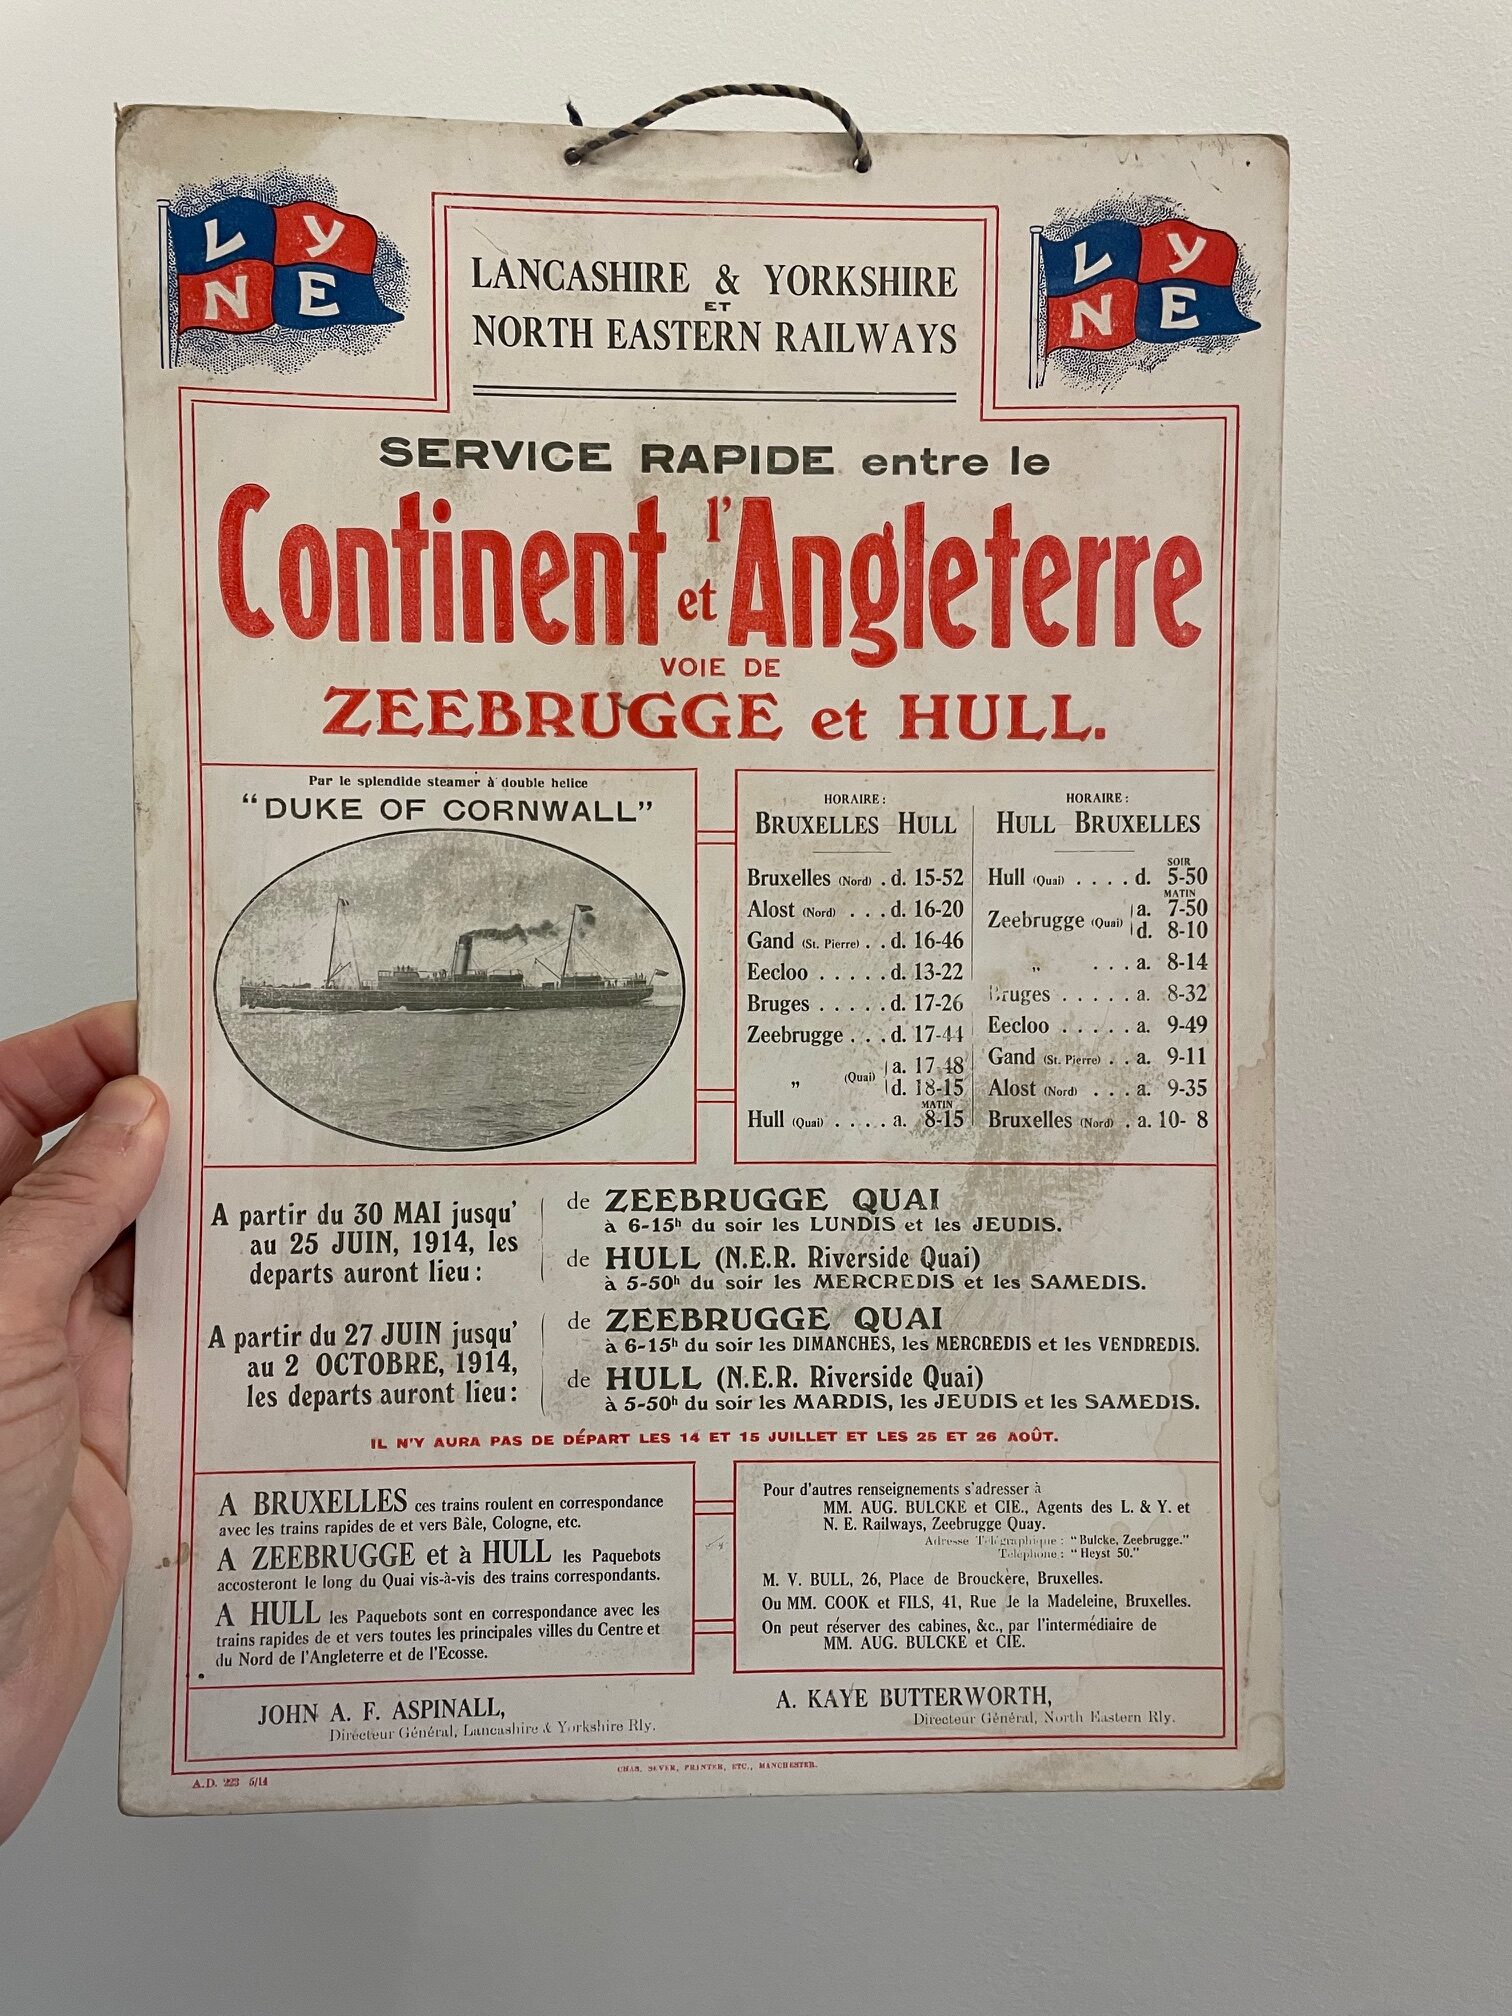 L Y
N E
L Y
N E
LANCASHIRE & YORKSHIRE
ET
NORTH EASTERN RAILWAYS
SERVICE RAPIDE entre le
Continent et l'Angleterre
VOIE DE
ZEEBRUGGE et HULL.
Par le splendide steamer à double helice
"DUKE OF CORNWALL"
HORAIRE:
BRUXELLES HULL
Bruxelles (Nord) . d. 15-52
Alost (Nord) . . . d. 16-20
Gand (St. Pierre) . . d. 16-46
Eecloo . . . . . d. 13-22
Bruges . . . . . d. 17-26
Zeebrugge . . . d. 17-44
" (Quai) a. 17-48
d. 18-15
MATIN
Hull (Quai) . . . . a. 8-15
HORAIRE:
HULL BRUXELLES
SOIR
Hull (Quai) . . . . d. 5-50
MATIN
Zeebrugge (Quai) a. 7-50
d. 8-10
" . . . a. 8-14
Bruges . . . . . a. 8-32
Eecloo . . . . . a. 9-49
Gand (St. Pierre) . . a. 9-11
Alost (Nord) . . . a. 9-35
Bruxelles (Nord) . a. 10- 8
A partir du 30 MAI jusqu'
au 25 JUIN, 1914, les
departs auront lieu:
de ZEEBRUGGE QUAI
à 6-15h du soir les LUNDIS et les JEUDIS.
de HULL (N.E.R. Riverside Quai)
à 5-50h du soir les MERCREDIS et les SAMEDIS.
A partir du 27 JUIN jusqu'
au 2 OCTOBRE, 1914,
les departs auront lieu:
de ZEEBRUGGE QUAI
à 6-15h du soir les DIMANCHES, les MERCREDIS et les VENDREDIS.
de HULL (N.E.R. Riverside Quai)
à 5-50h du soir les MARDIS, les JEUDIS et les SAMEDIS.
IL N'Y AURA PAS DE DÉPART LES 14 ET 15 JUILLET ET LES 25 ET 26 AOÛT.
A BRUXELLES ces trains roulent en correspondance
avec les trains rapides de et vers Bâle, Cologne, etc.
A ZEEBRUGGE et à HULL les Paquebots
accosteront le long du Quai vis-à-vis des trains correspondants.
A HULL les Paquebots sont en correspondance avec les
trains rapides de et vers toutes les principales villes du Centre et
du Nord de l'Angleterre et de l'Ecosse.
Pour d'autres renseignements s'adresser à
MM. AUG. BULCKE et CIE., Agents des L. & Y. et
N. E. Railways, Zeebrugge Quay.
Adresse Télégraphique: "Bulcke, Zeebrugge."
Téléphone: "Heyst 50."
M. V. BULL, 26, Place de Brouckère, Bruxelles.
Ou MM. COOK et FILS, 41, Rue de la Madeleine, Bruxelles.
On peut réserver des cabines, &c., par l'intermédiaire de
MM. AUG. BULCKE et CIE.
JOHN A. F. ASPINALL,
Directeur Général, Lancashire & Yorkshire Rly.
A. KAYE BUTTERWORTH,
Directeur Général, North Eastern Rly.
CHAS. SEVER, PRINTER, ETC., MANCHESTER.
A.D. 223 5/14